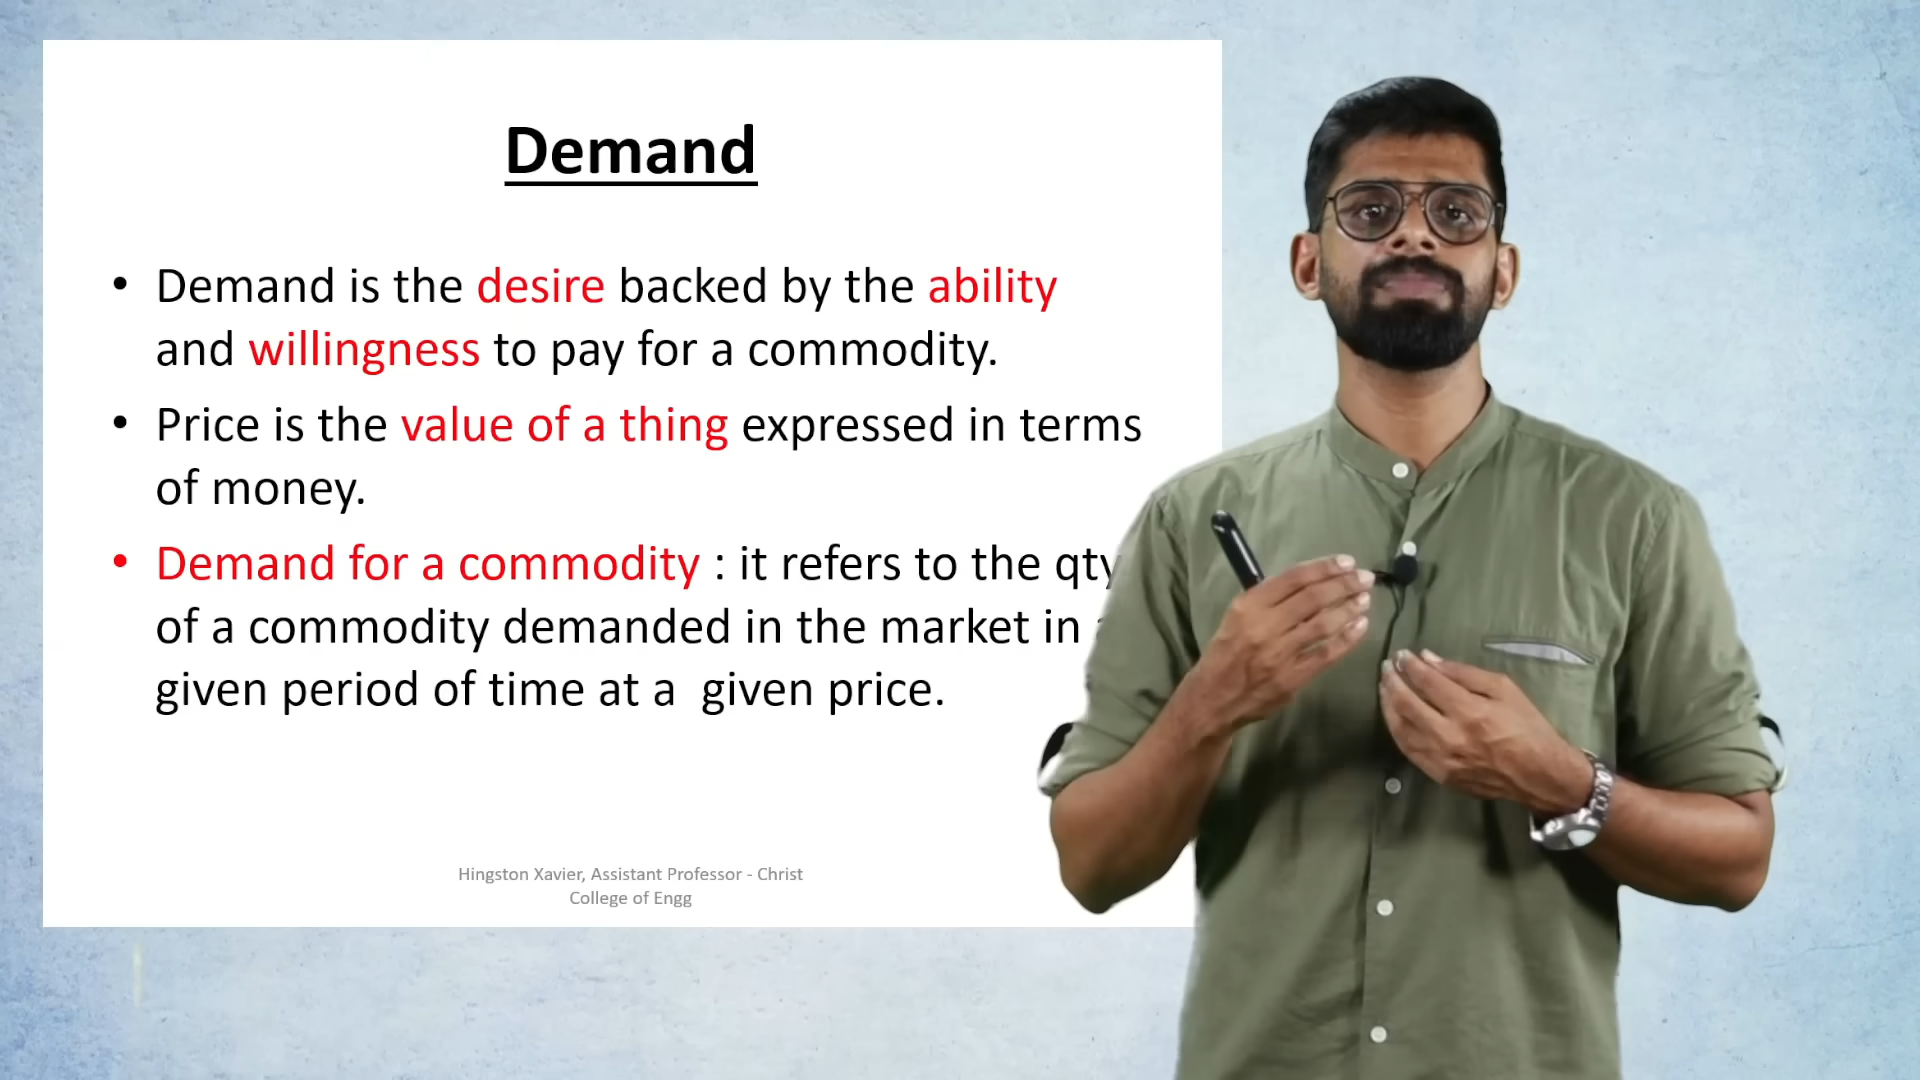 Demand
• Demand is the desire backed by the ability
and willingness to pay for a commodity.
• Price is the value of a thing expressed in terms
of money.
• Demand for a commodity : it refers to the qty
of a commodity demanded in the market in a
given period of time at a  given price.
Hingston Xavier, Assistant Professor - Christ
College of Engg